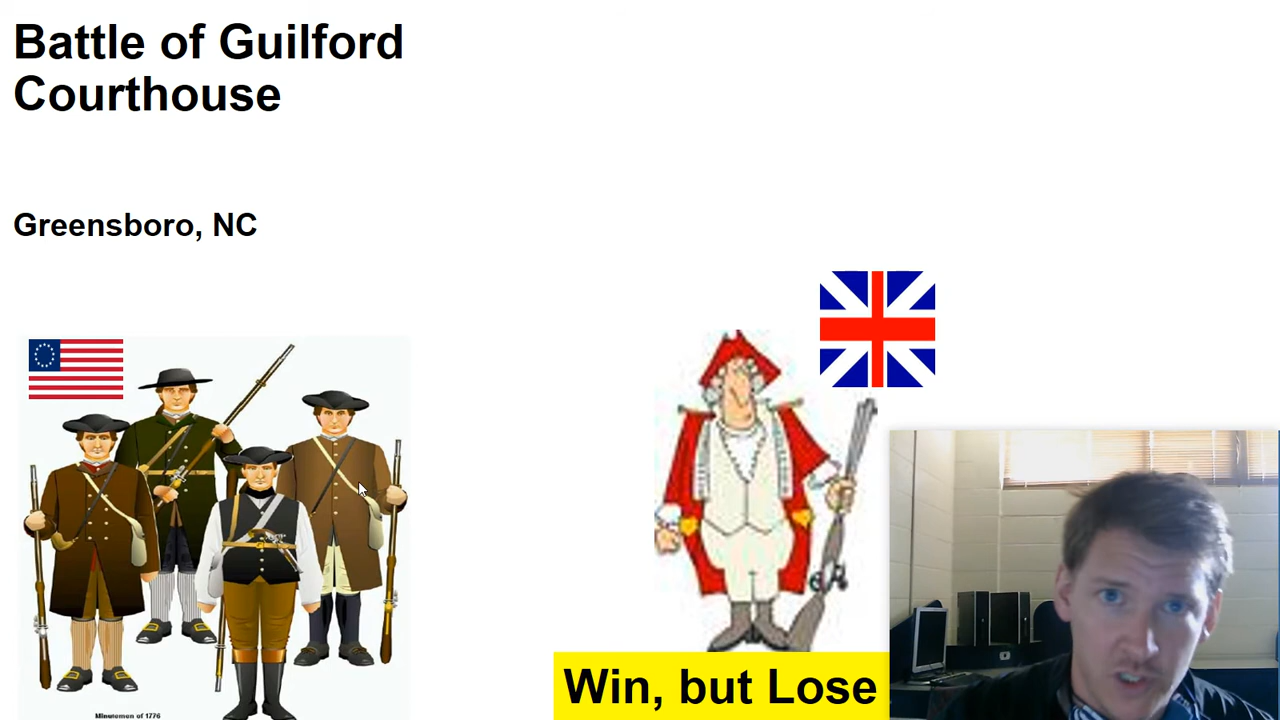 Battle of Guilford
Courthouse
Greensboro, NC
Minutemen of 1776
Win, but Lose